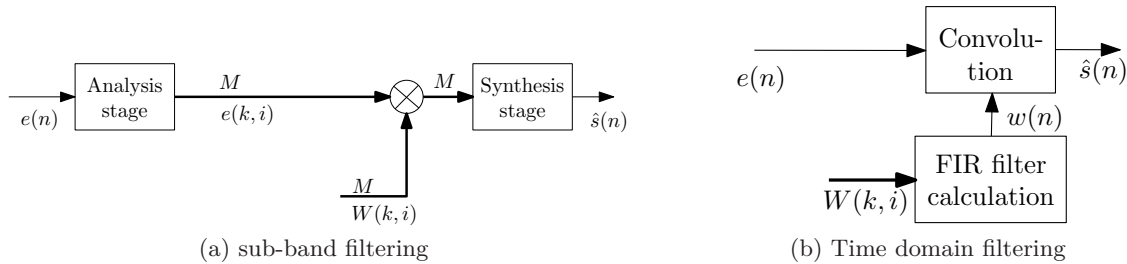 e(n)
Analysis
stage
M
e(k, i)
M
Synthesis
stage
ŝ(n)
M
W(k, i)
(a) sub-band filtering
e(n)
Convolu-
tion
ŝ(n)
w(n)
FIR filter
calculation
W(k, i)
(b) Time domain filtering